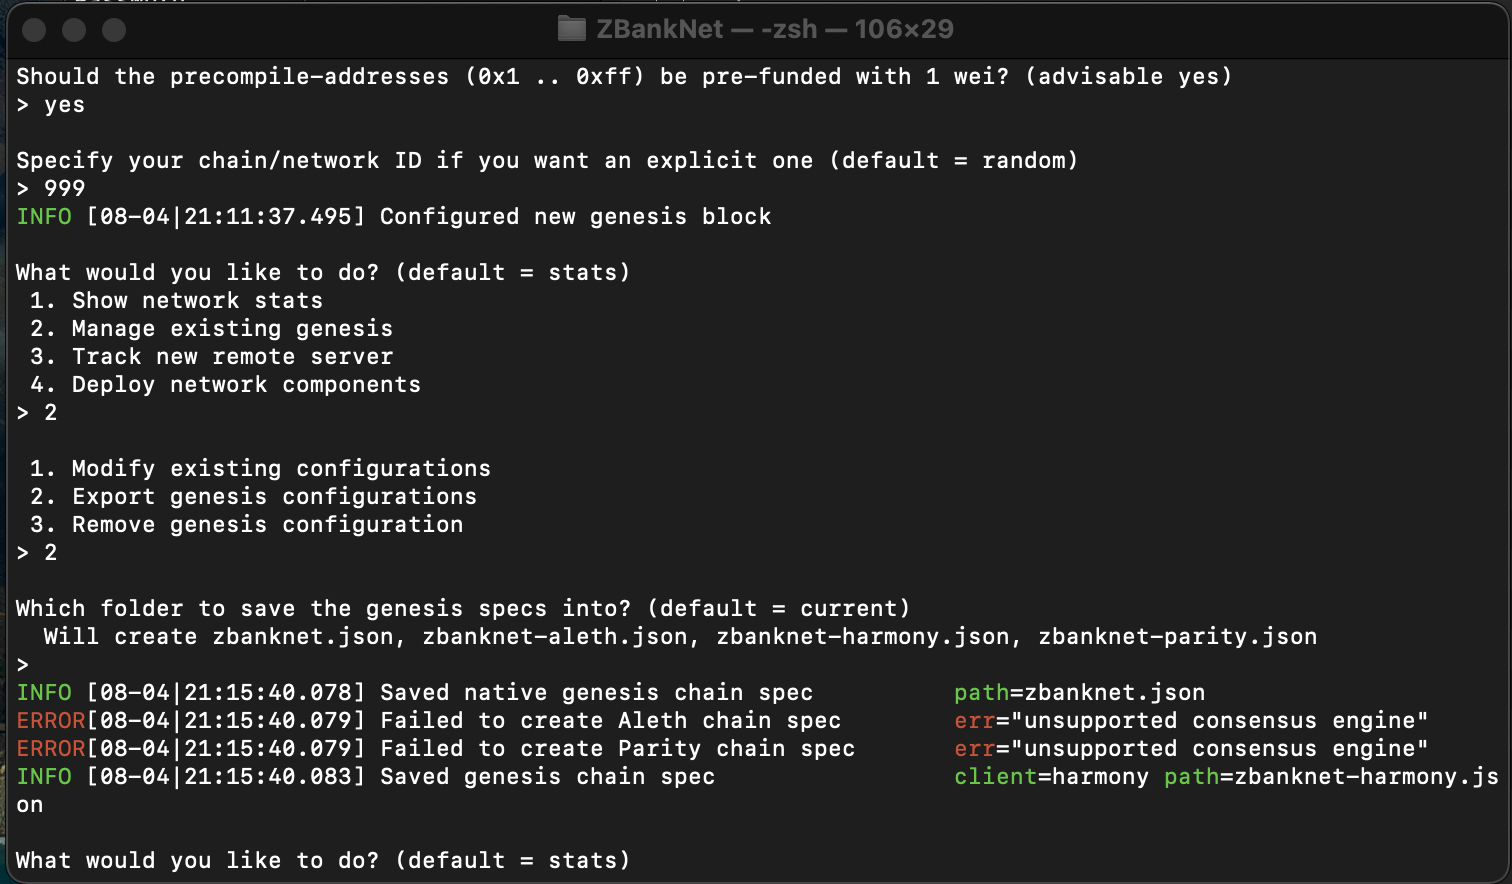 ZBankNet — -zsh — 106×29
Should the precompile-addresses (0x1 .. 0xff) be pre-funded with 1 wei? (advisable yes)
> yes
Specify your chain/network ID if you want an explicit one (default = random)
> 999
INFO [08-04|21:11:37.495] Configured new genesis block
What would you like to do? (default = stats)
1. Show network stats
2. Manage existing genesis
3. Track new remote server
4. Deploy network components
> 2
1. Modify existing configurations
2. Export genesis configurations
3. Remove genesis configuration
> 2
Which folder to save the genesis specs into? (default = current)
Will create zbanknet.json, zbanknet-aleth.json, zbanknet-harmony.json, zbanknet-parity.json
>
INFO [08-04|21:15:40.078] Saved native genesis chain spec path=zbanknet.json
ERROR[08-04|21:15:40.079] Failed to create Aleth chain spec err="unsupported consensus engine"
ERROR[08-04|21:15:40.079] Failed to create Parity chain spec err="unsupported consensus engine"
INFO [08-04|21:15:40.083] Saved genesis chain spec client=harmony path=zbanknet-harmony.js
on
What would you like to do? (default = stats)